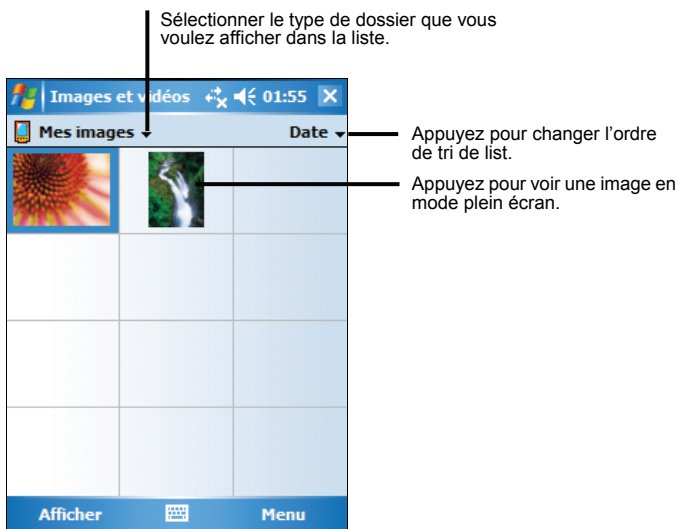 Sélectionner le type de dossier que vous
voulez afficher dans la liste.
Images et vidéos 01:55
Mes images Date
Appuyez pour changer l’ordre
de tri de list.
Appuyez pour voir une image en
mode plein écran.
Afficher Menu